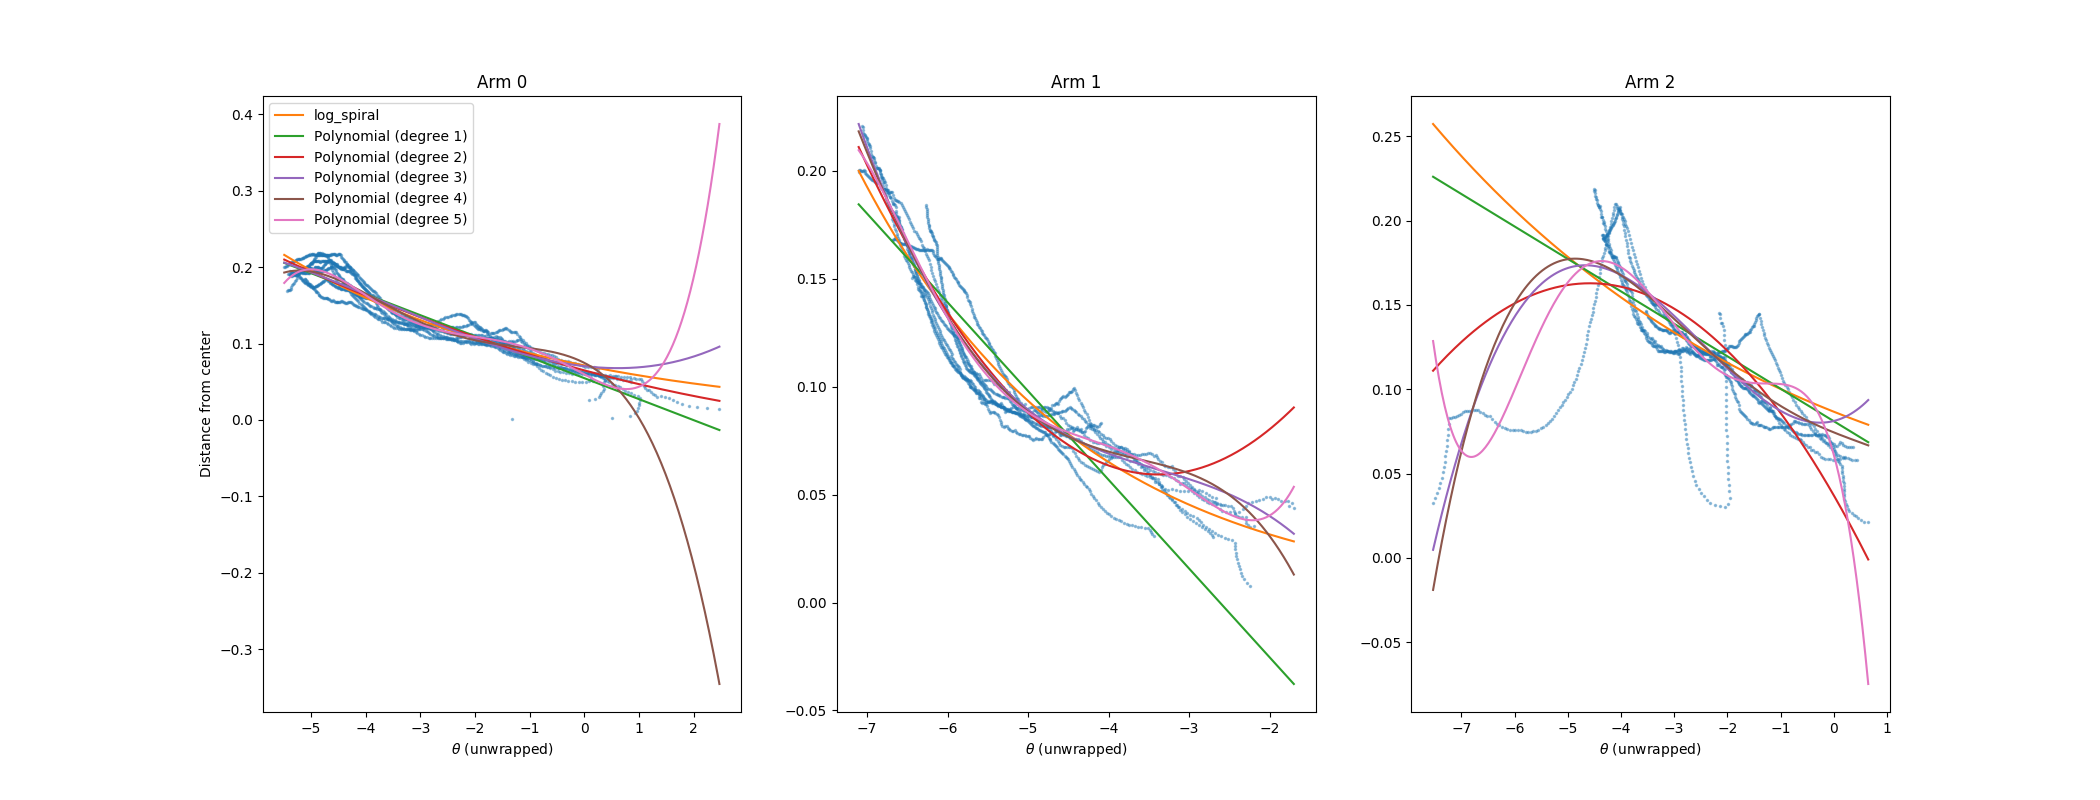 Arm 0
Arm 1
Arm 2
log_spiral
Polynomial (degree 1)
Polynomial (degree 2)
Polynomial (degree 3)
Polynomial (degree 4)
Polynomial (degree 5)
Distance from center
0.4
0.3
0.2
0.1
0.0
−0.1
−0.2
−0.3
−5 −4 −3 −2 −1 0 1 2
θ (unwrapped)
0.20
0.15
0.10
0.05
0.00
−0.05
−7 −6 −5 −4 −3 −2
θ (unwrapped)
0.25
0.20
0.15
0.10
0.05
0.00
−0.05
−7 −6 −5 −4 −3 −2 −1 0 1
θ (unwrapped)